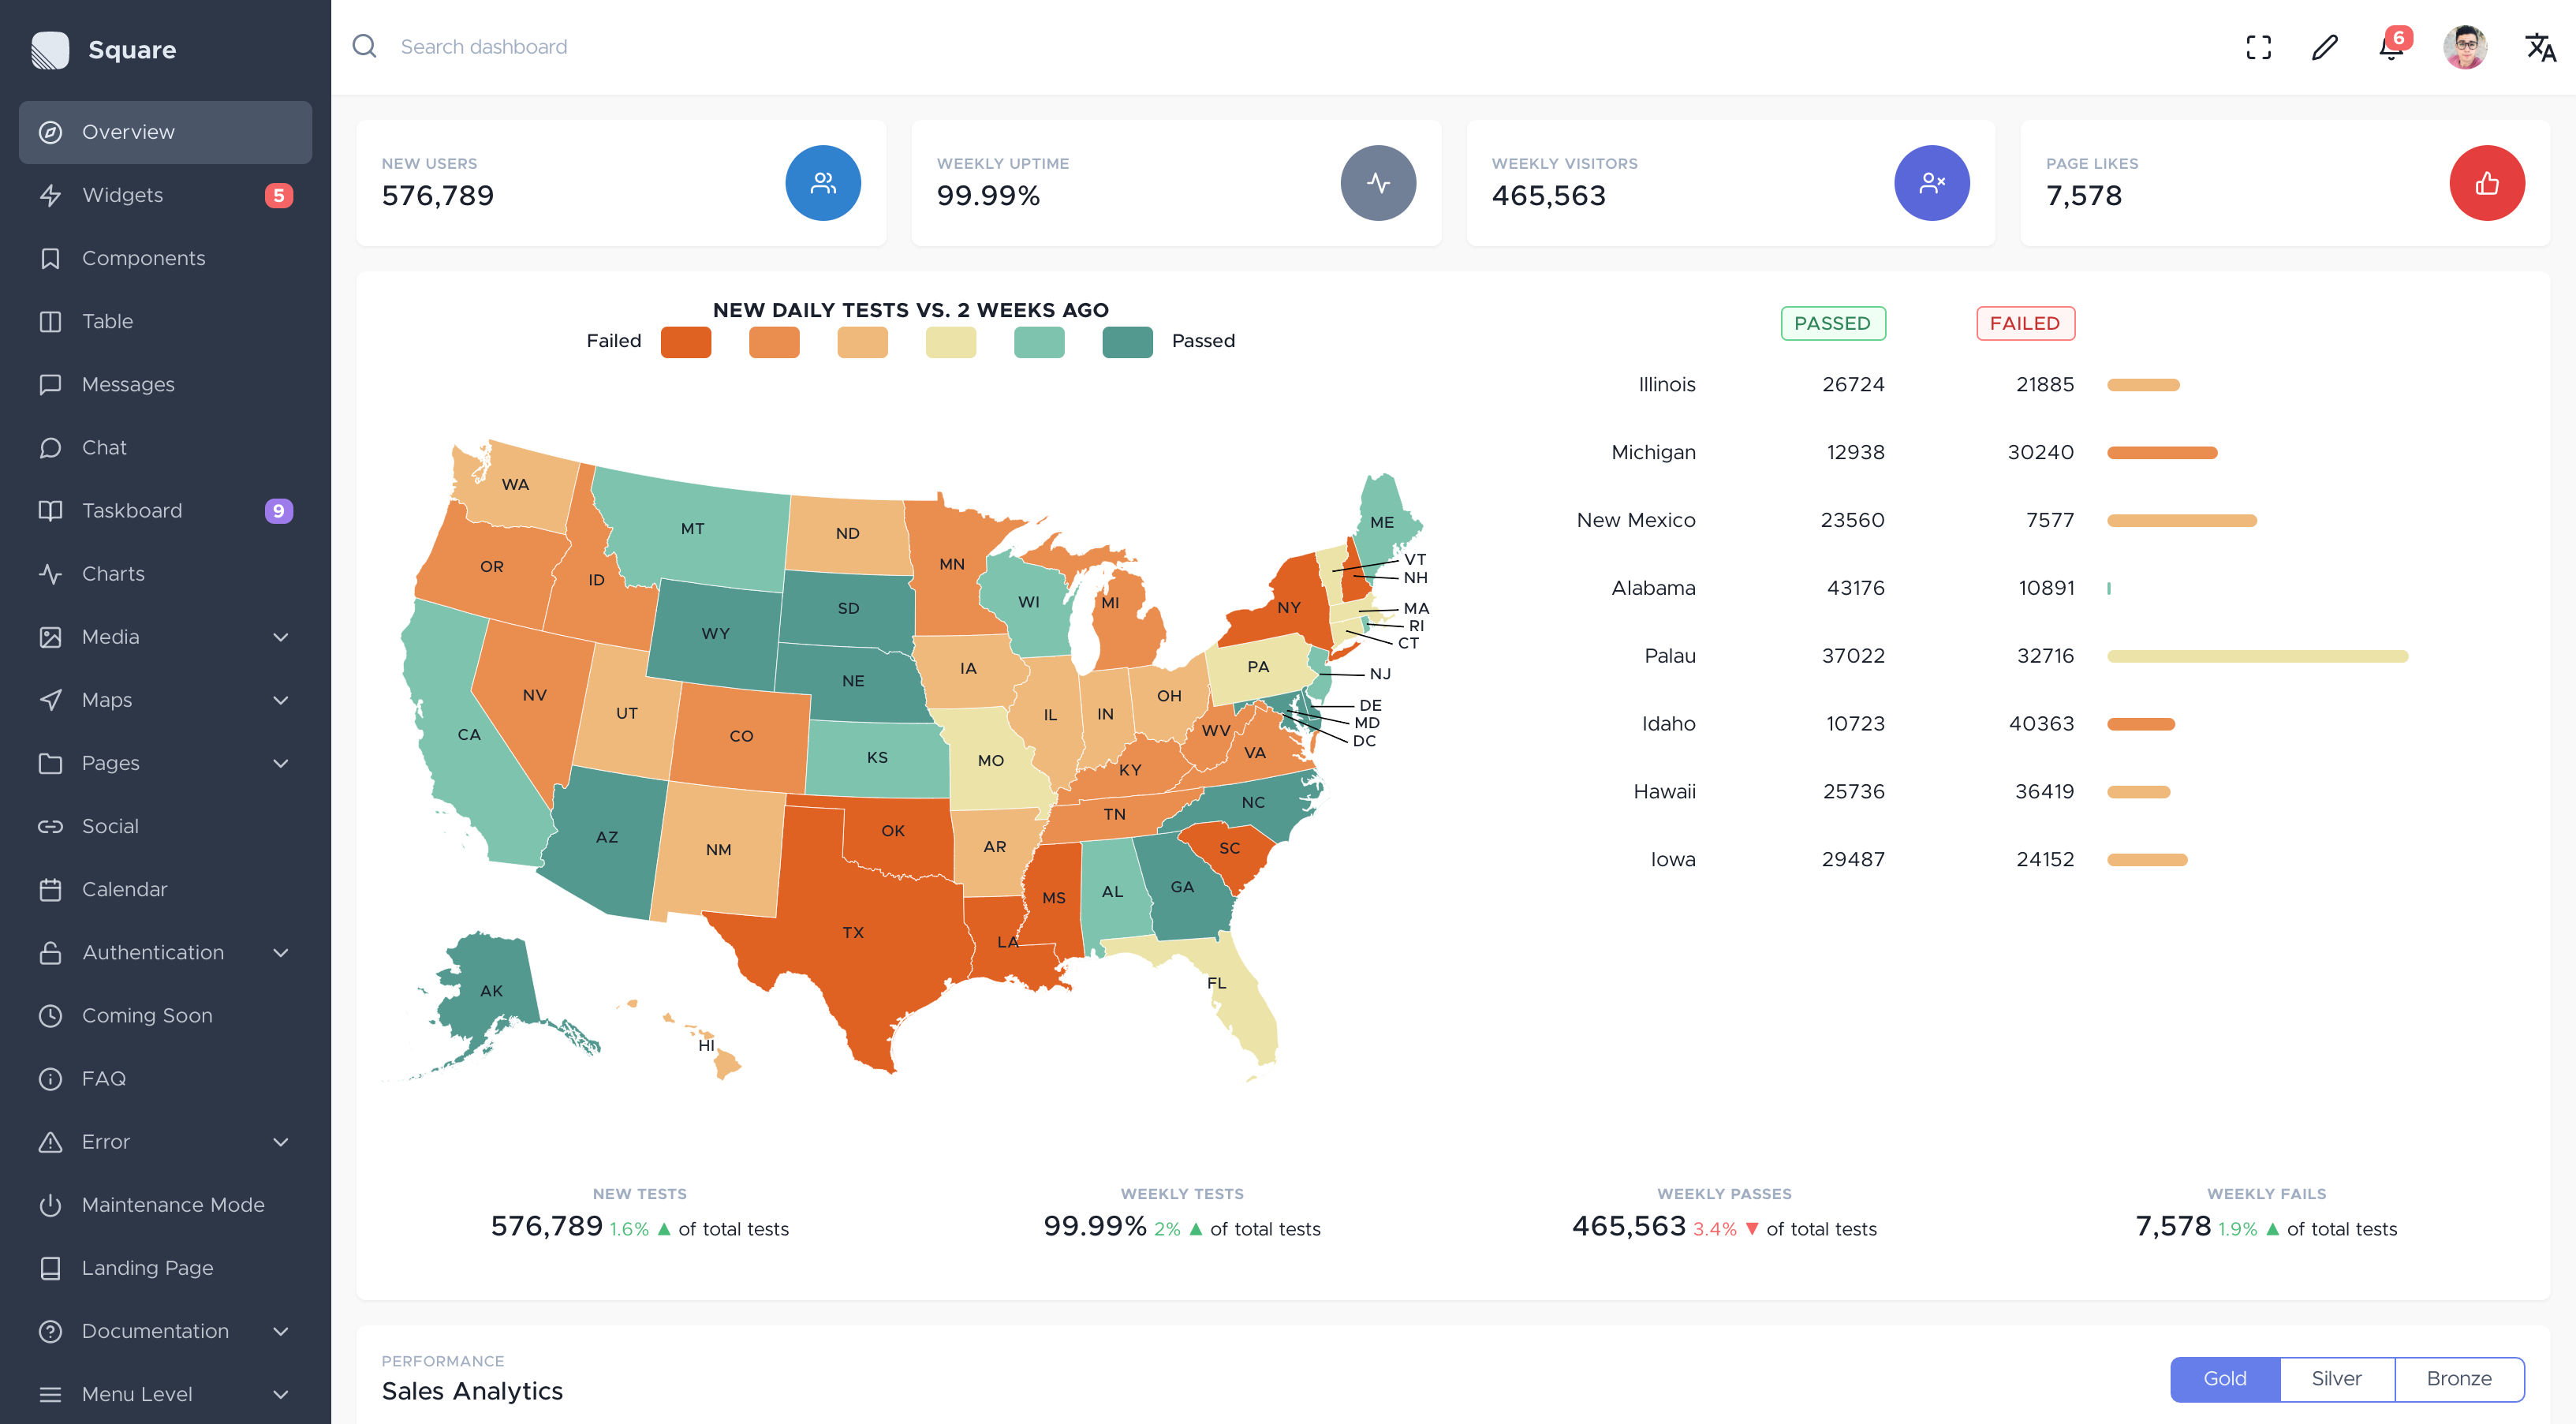 Square
Search dashboard
6
Overview
Widgets 5
Components
Table
Messages
Chat
Taskboard 9
Charts
Media
Maps
Pages
Social
Calendar
Authentication
Coming Soon
FAQ
Error
Maintenance Mode
Landing Page
Documentation
Menu Level
NEW USERS
576,789
WEEKLY UPTIME
99.99%
WEEKLY VISITORS
465,563
PAGE LIKES
7,578
NEW DAILY TESTS VS. 2 WEEKS AGO
Failed Passed
WA
MT
ND
ME
OR
ID
MN
VT
NH
SD
WI
MI
NY
MA
RI
WY
CT
IA
PA
NE
NJ
NV
OH
UT
IL
IN
DE
MD
CA
CO
WV
DC
KS
MO
VA
KY
NC
TN
OK
AZ
NM
AR
SC
GA
AL
MS
TX
LA
FL
AK
HI
PASSED FAILED
Illinois 26724 21885
Michigan 12938 30240
New Mexico 23560 7577
Alabama 43176 10891
Palau 37022 32716
Idaho 10723 40363
Hawaii 25736 36419
Iowa 29487 24152
NEW TESTS
576,789 1.6% ▲ of total tests
WEEKLY TESTS
99.99% 2% ▲ of total tests
WEEKLY PASSES
465,563 3.4% ▼ of total tests
WEEKLY FAILS
7,578 1.9% ▲ of total tests
PERFORMANCE
Sales Analytics
Gold Silver Bronze